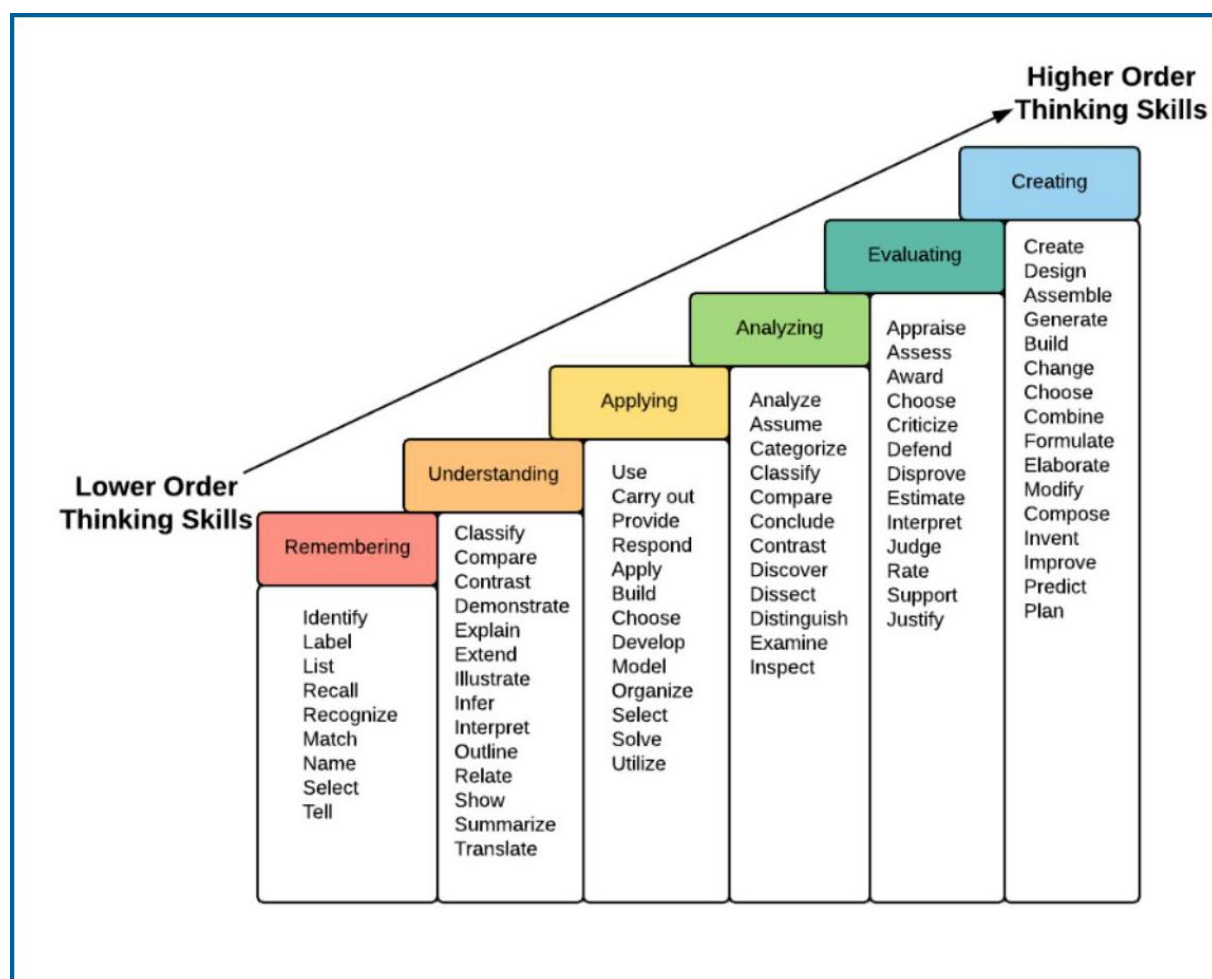 Higher Order
Thinking Skills
Lower Order
Thinking Skills
Remembering
Identify
Label
List
Recall
Recognize
Match
Name
Select
Tell
Understanding
Classify
Compare
Contrast
Demonstrate
Explain
Extend
Illustrate
Infer
Interpret
Outline
Relate
Show
Summarize
Translate
Applying
Use
Carry out
Provide
Respond
Apply
Build
Choose
Develop
Model
Organize
Select
Solve
Utilize
Analyzing
Analyze
Assume
Categorize
Classify
Compare
Conclude
Contrast
Discover
Dissect
Distinguish
Examine
Inspect
Evaluating
Appraise
Assess
Award
Choose
Criticize
Defend
Disprove
Estimate
Interpret
Judge
Rate
Support
Justify
Creating
Create
Design
Assemble
Generate
Build
Change
Choose
Combine
Formulate
Elaborate
Modify
Compose
Invent
Improve
Predict
Plan